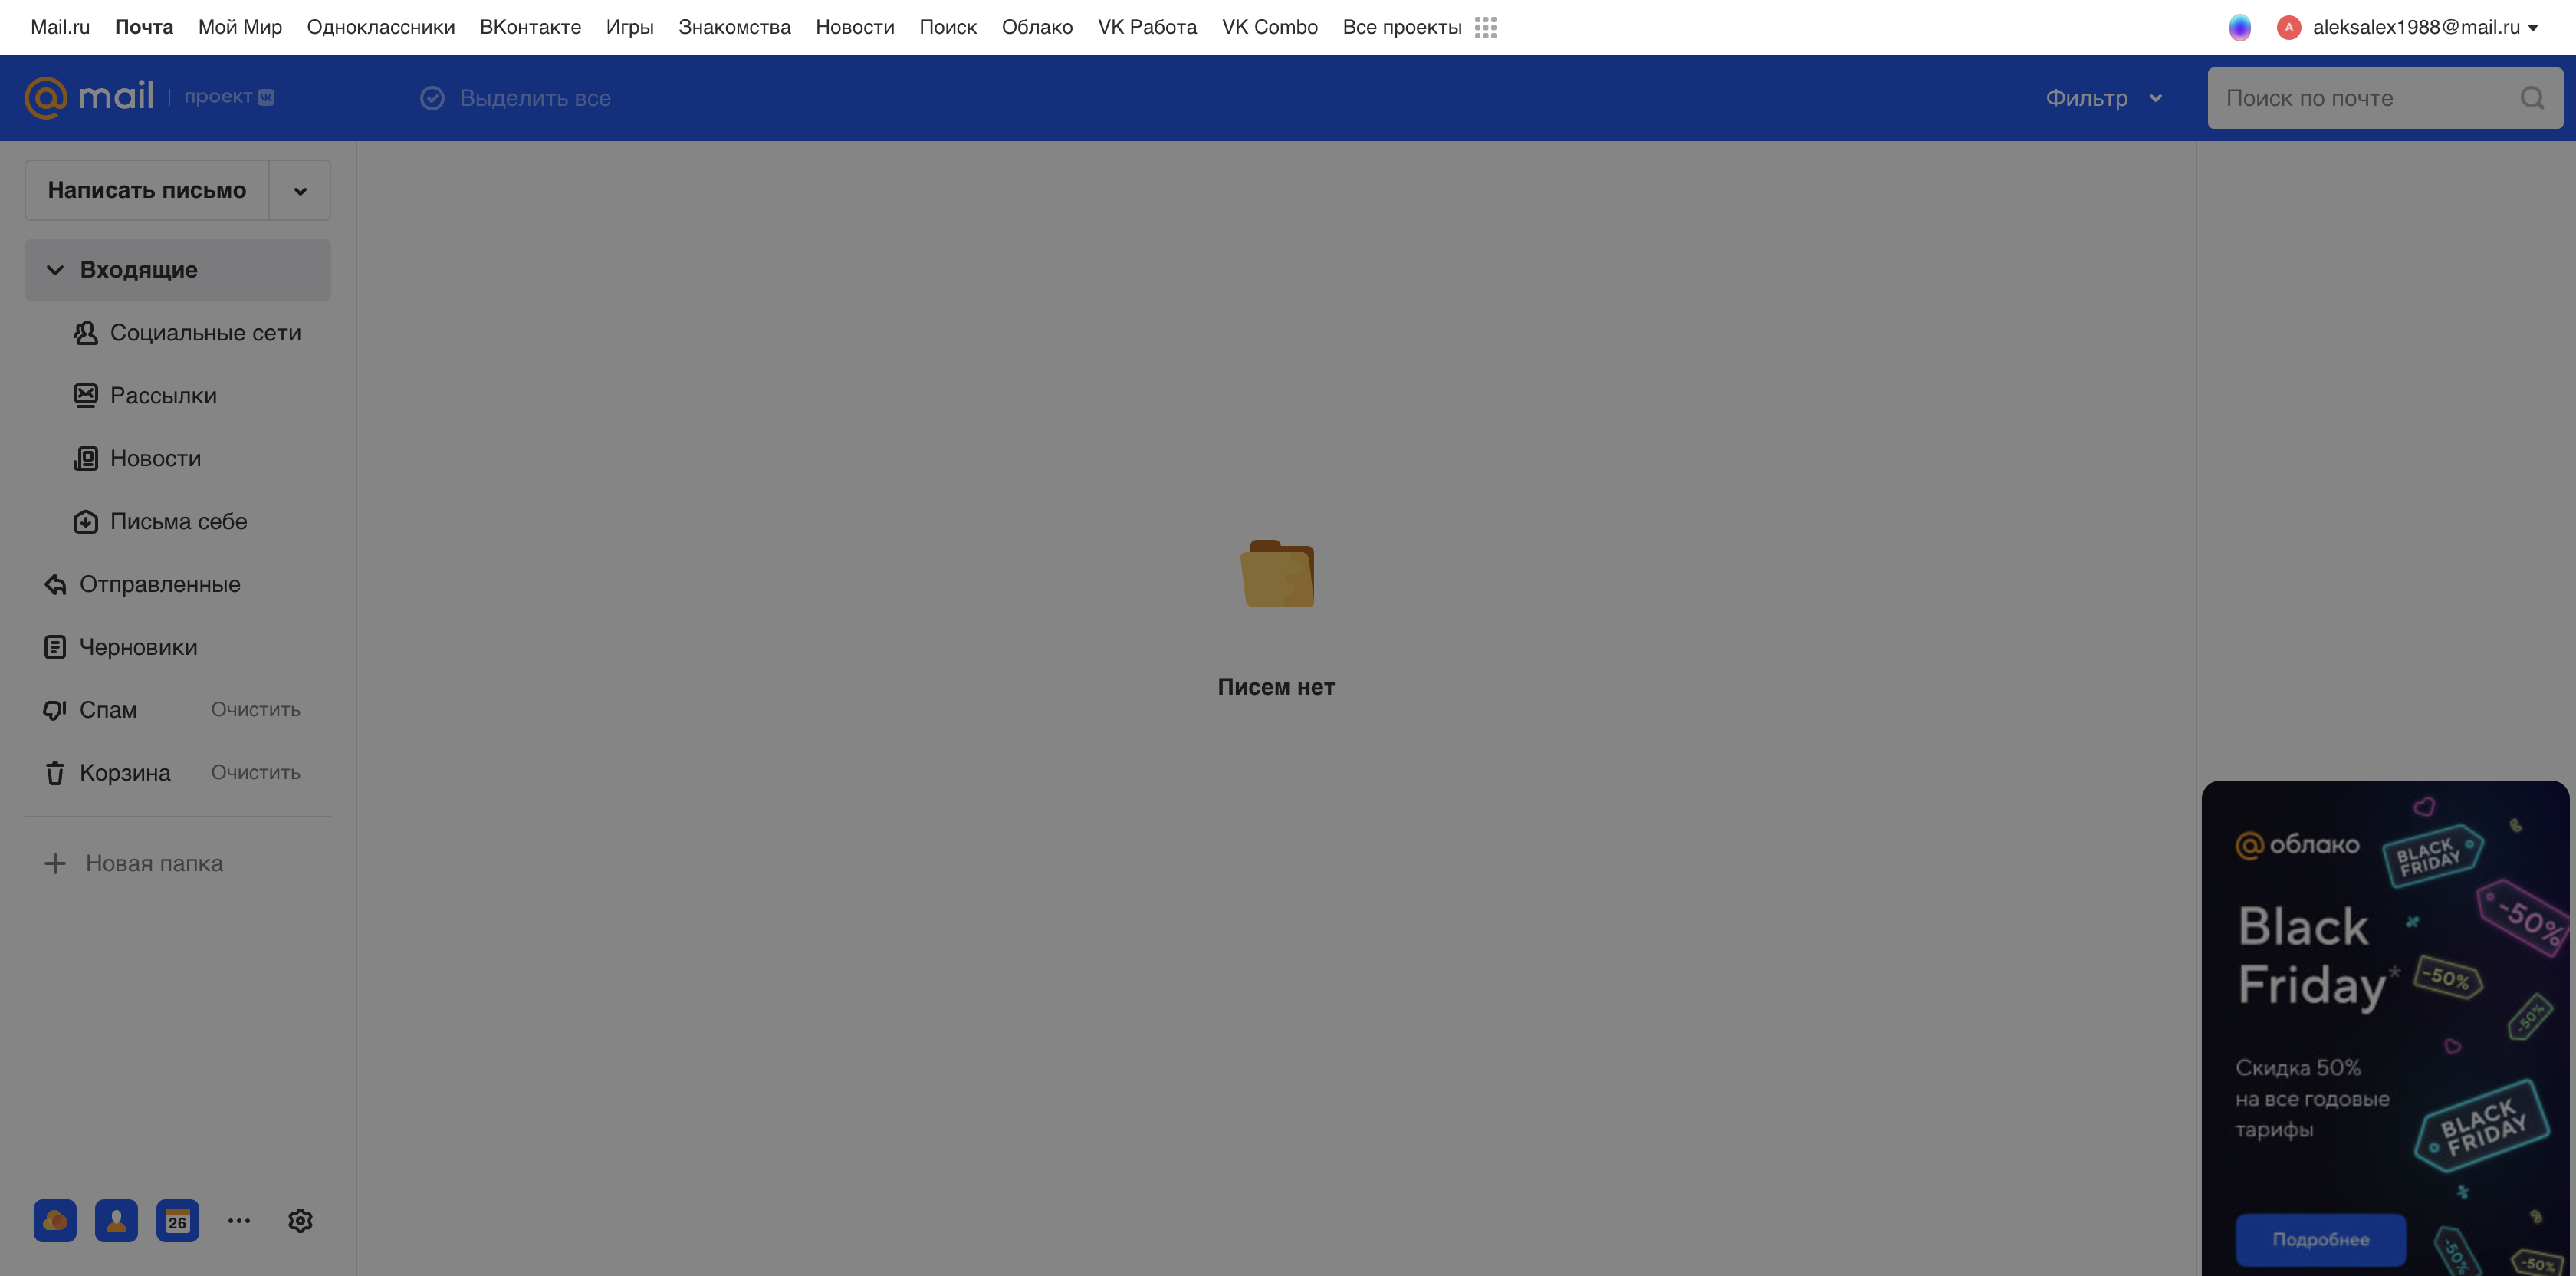 Mail.ru Почта Мой Мир Одноклассники ВКонтакте Игры Знакомства Новости Поиск Облако VK Работа VK Combo Все проекты
A aleksalex1988@mail.ru
@mail | проект VK
Выделить все
Фильтр
Поиск по почте
Написать письмо
Входящие
Социальные сети
Рассылки
Новости
Письма себе
Отправленные
Черновики
Спам Очистить
Корзина Очистить
Новая папка
26
Писем нет
@облако
BLACK
FRIDAY
Black
Friday*
-50%
-50%
-50%
Скидка 50%
на все годовые
тарифы
BLACK
FRIDAY
Подробнее
-50%
-50%